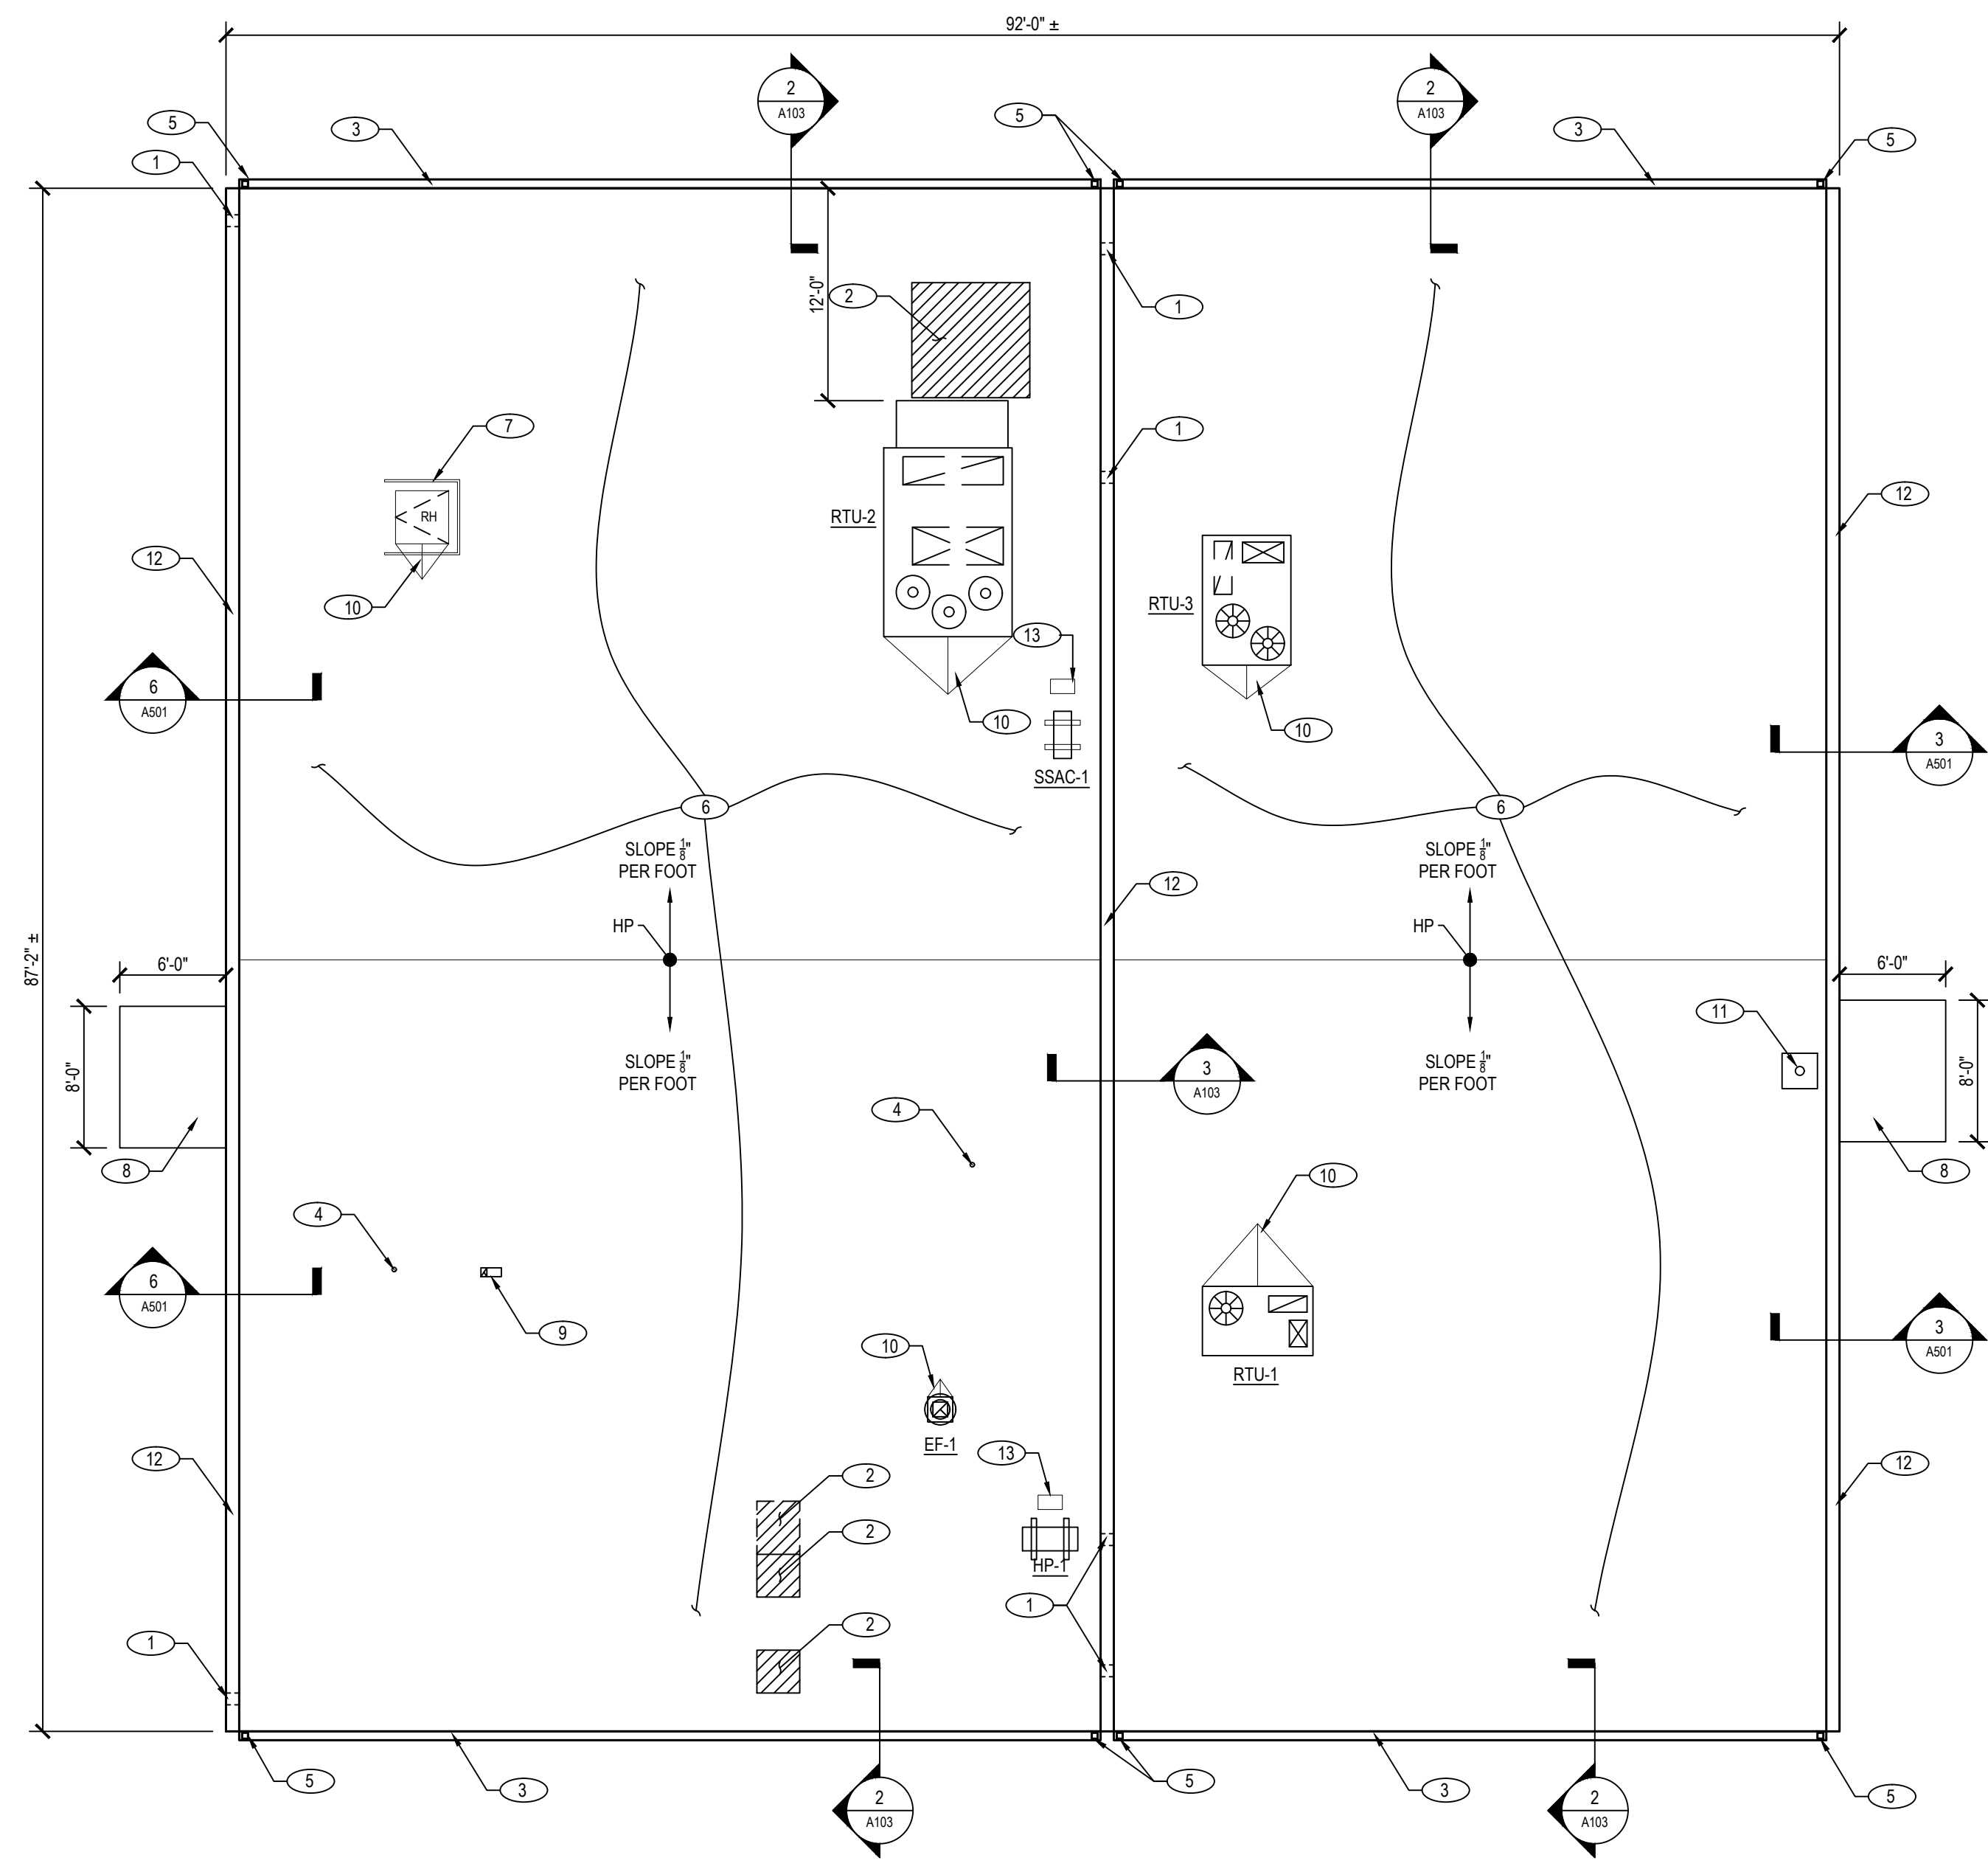 92'-0" ±
2
A103
2
A103
5
3
5
3
5
1
12'-0"
2
1
7
1
RH
RTU-2
12
12
10
RTU-3
13
6
A501
10
10
3
A501
SSAC-1
6
6
SLOPE 1/8"
PER FOOT
SLOPE 1/8"
PER FOOT
12
HP
HP
87'-2" ±
6'-0"
6'-0"
11
8'-0"
SLOPE 1/8"
PER FOOT
3
A103
SLOPE 1/8"
PER FOOT
8'-0"
4
8
10
8
4
6
A501
9
10
RTU-1
3
A501
EF-1
13
12
12
2
2
HP-1
1
2
1
5
3
5
3
5
2
A103
2
A103